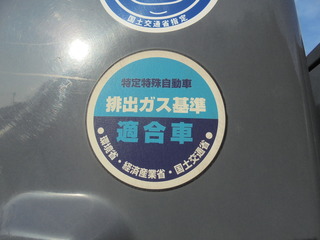 国土交通省指定
特定特殊自動車
排出ガス基準
適合車
・環境省・経済産業省・国土交通省・